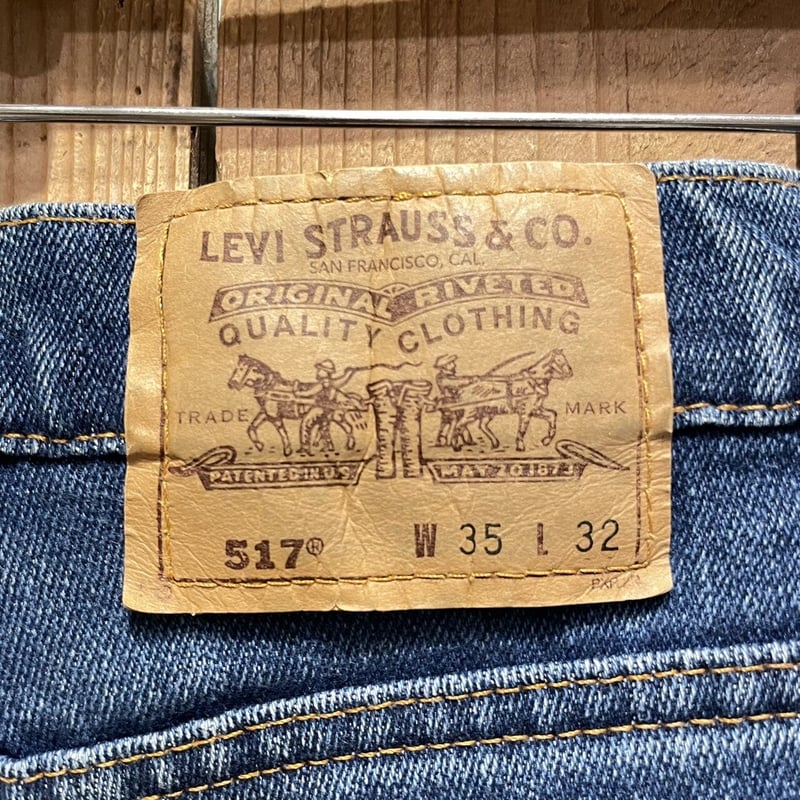 LEVI STRAUSS & CO.
SAN FRANCISCO, CAL.
ORIGINAL RIVETED
QUALITY CLOTHING
TRADE MARK
PATENTED IN U.S. MAY 20 1873
517® W 35 L 32